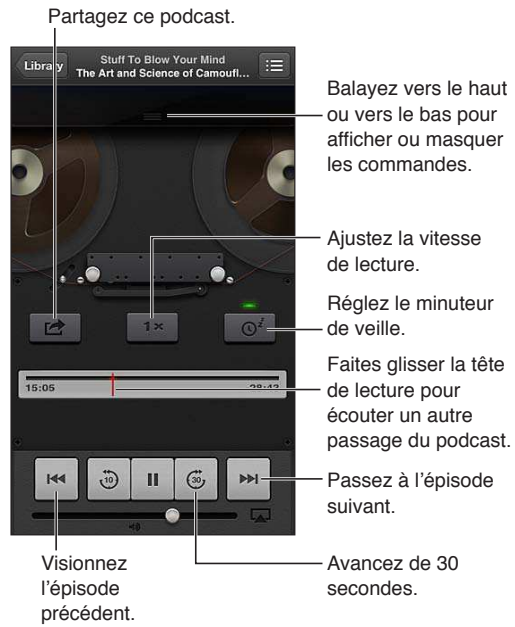 Partagez ce podcast.
Library
Stuff To Blow Your Mind
The Art and Science of Camoufl...
Balayez vers le haut
ou vers le bas pour
afficher ou masquer
les commandes.
Ajustez la vitesse
de lecture.
1×
z
Réglez le minuteur
de veille.
15:05
28:43
Faites glisser la tête
de lecture pour
écouter un autre
passage du podcast.
10
30
Passez à l’épisode
suivant.
Visionnez
l’épisode
précédent.
Avancez de 30
secondes.